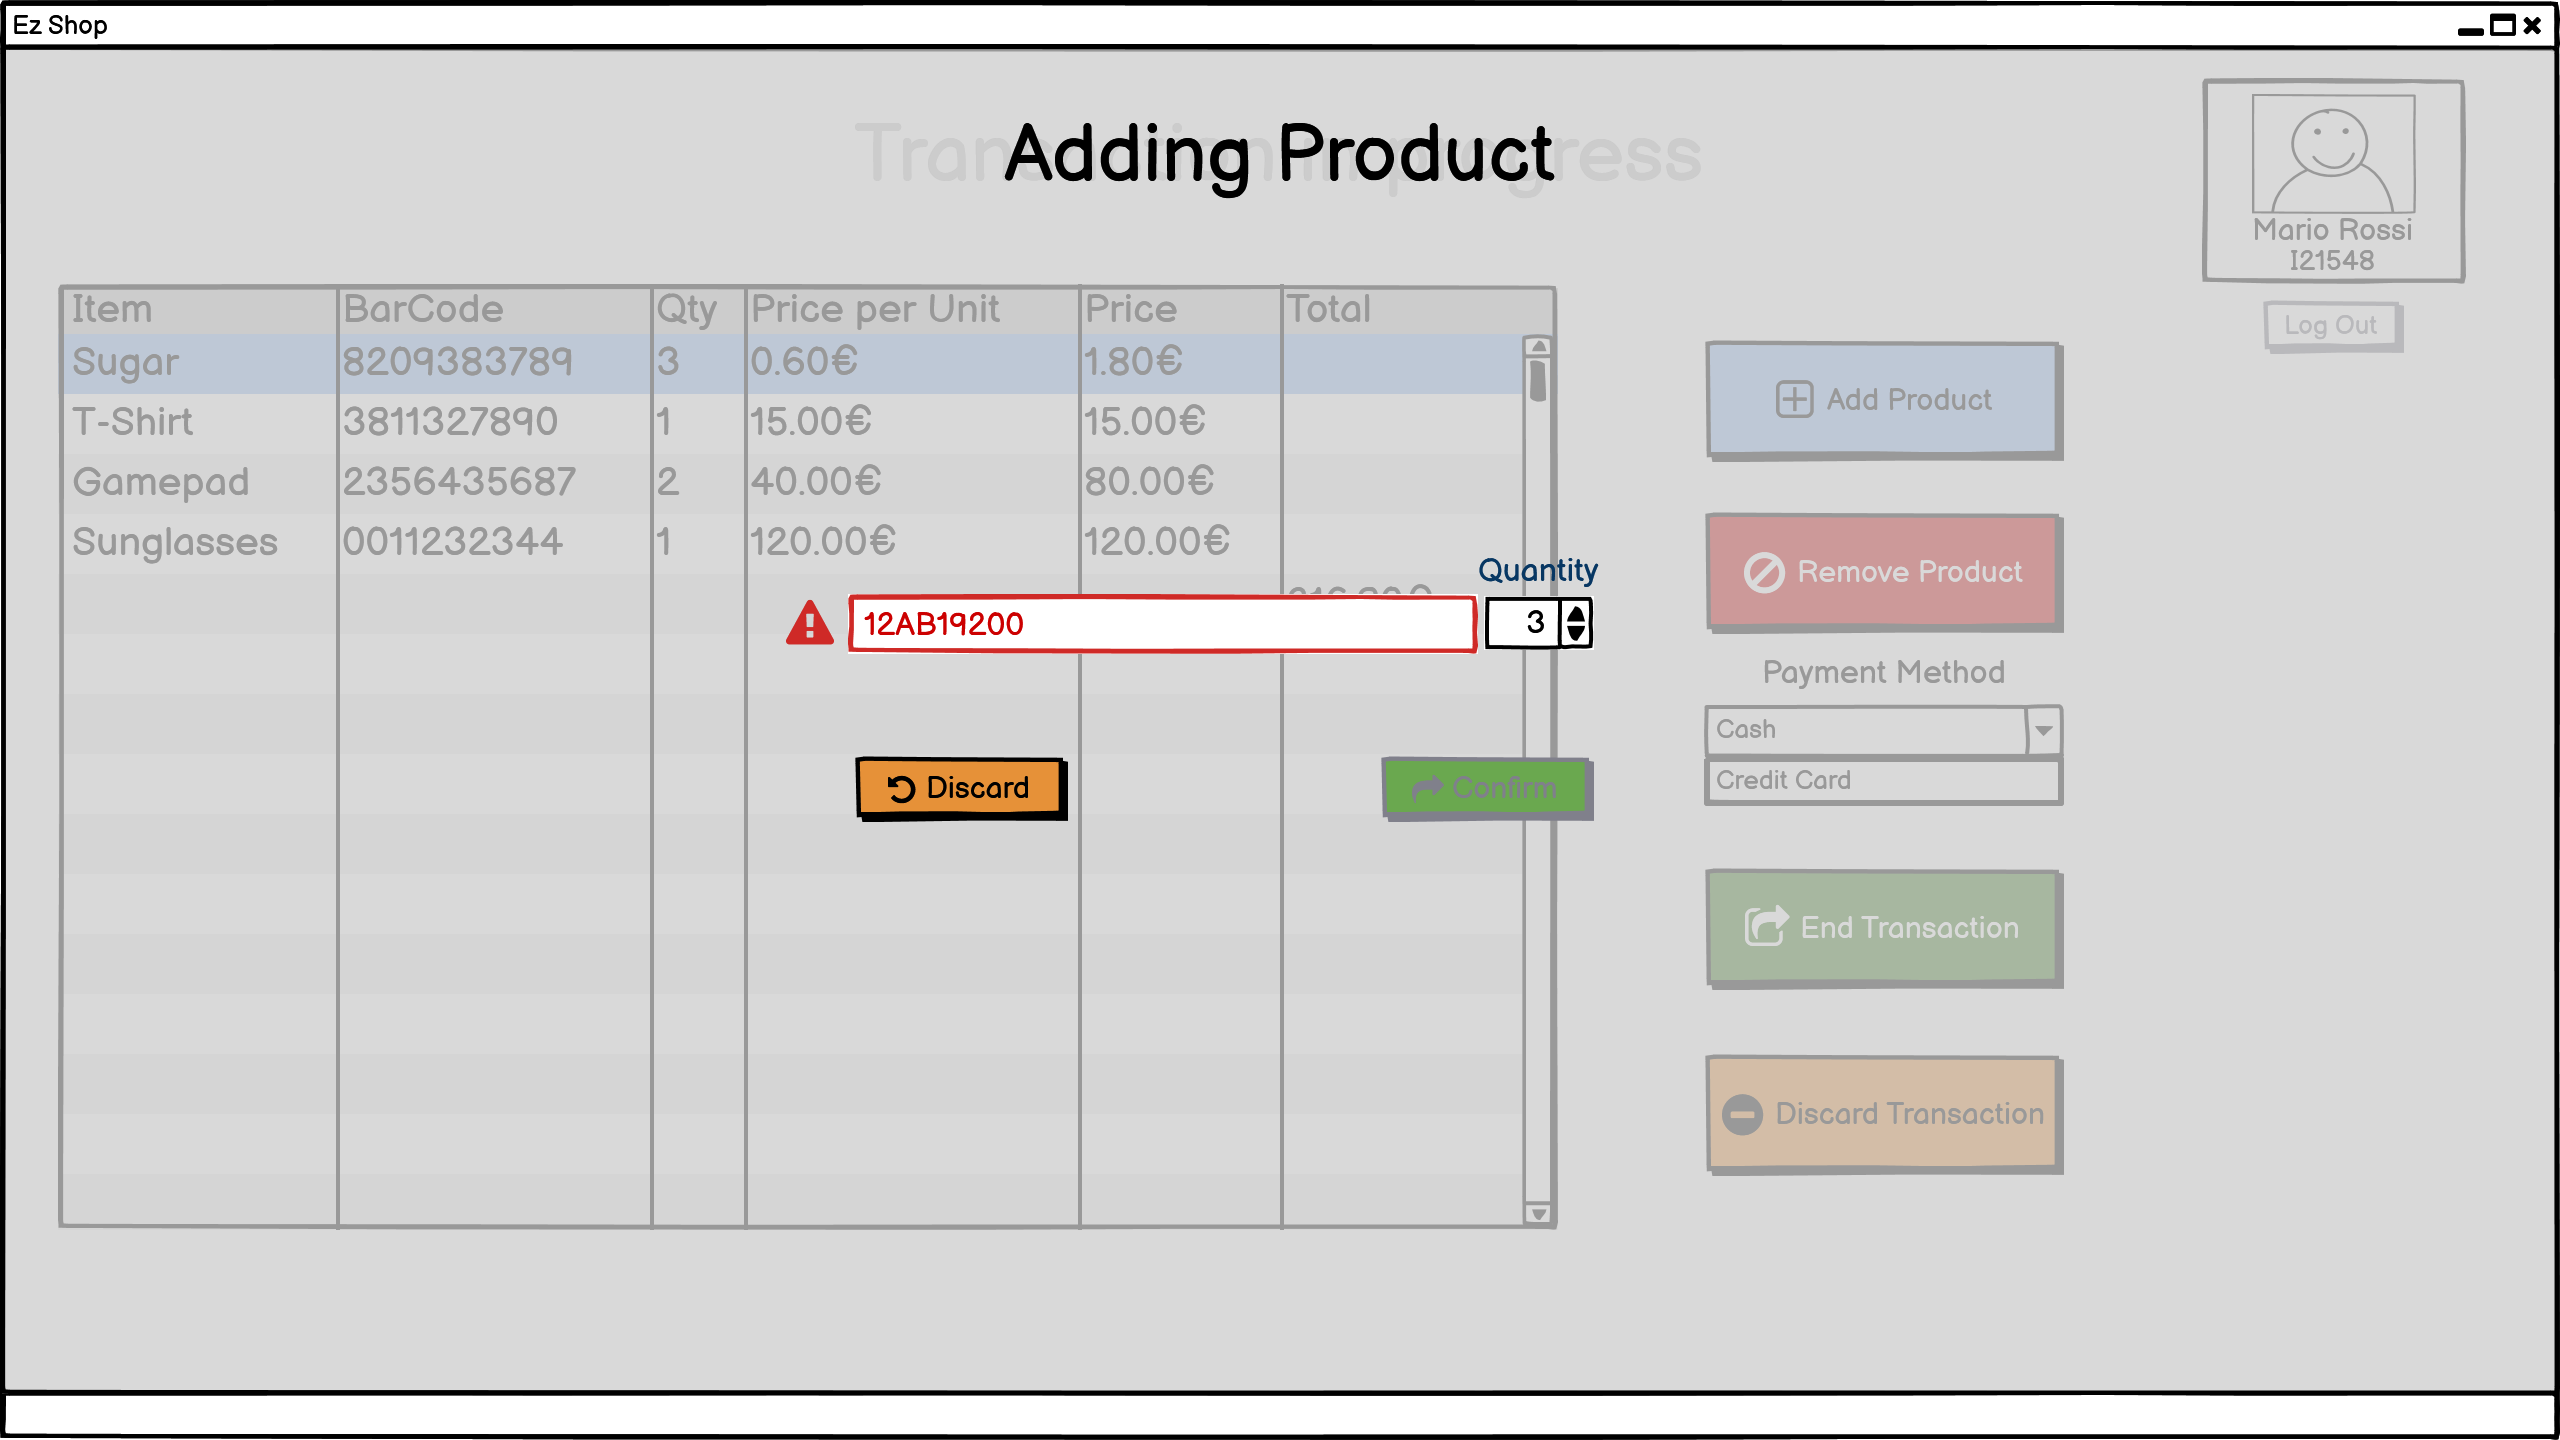 Ez Shop
Adding Product
Mario Rossi
I21548
Log Out
Item BarCode Qty Price per Unit Price Total
Sugar 8209383789 3 0.60€ 1.80€
T-Shirt 3811327890 1 15.00€ 15.00€
Gamepad 2356435687 2 40.00€ 80.00€
Sunglasses 0011232344 1 120.00€ 120.00€
Quantity
12AB19200 3
Discard Confirm
Add Product
Remove Product
Payment Method
Cash
Credit Card
End Transaction
Discard Transaction